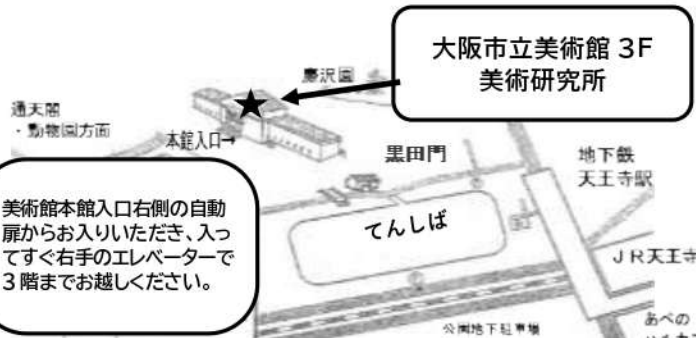 大阪市立美術館 3F
美術研究所
慶沢園
通天閣
・動物園方面
本館入口→
黒田門
地下鉄
天王寺駅
美術館本館入口右側の自動
扉からお入りいただき、入っ
てすぐ右手のエレベーターで
3階までお越しください。
てんしば
JR天王寺
公園地下駐車場
あべの